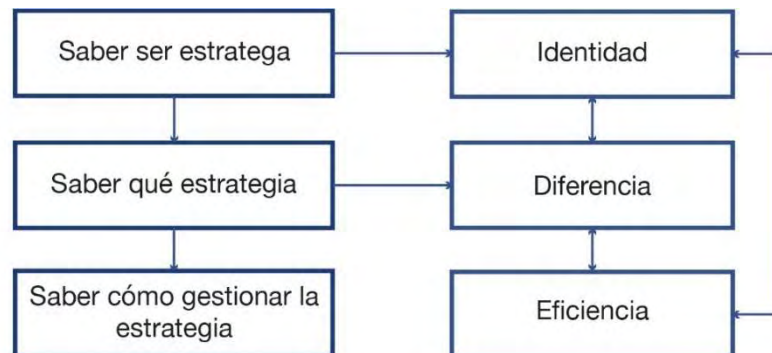 Saber ser estratega
Identidad
Saber qué estrategia
Diferencia
Saber cómo gestionar la
estrategia
Eficiencia